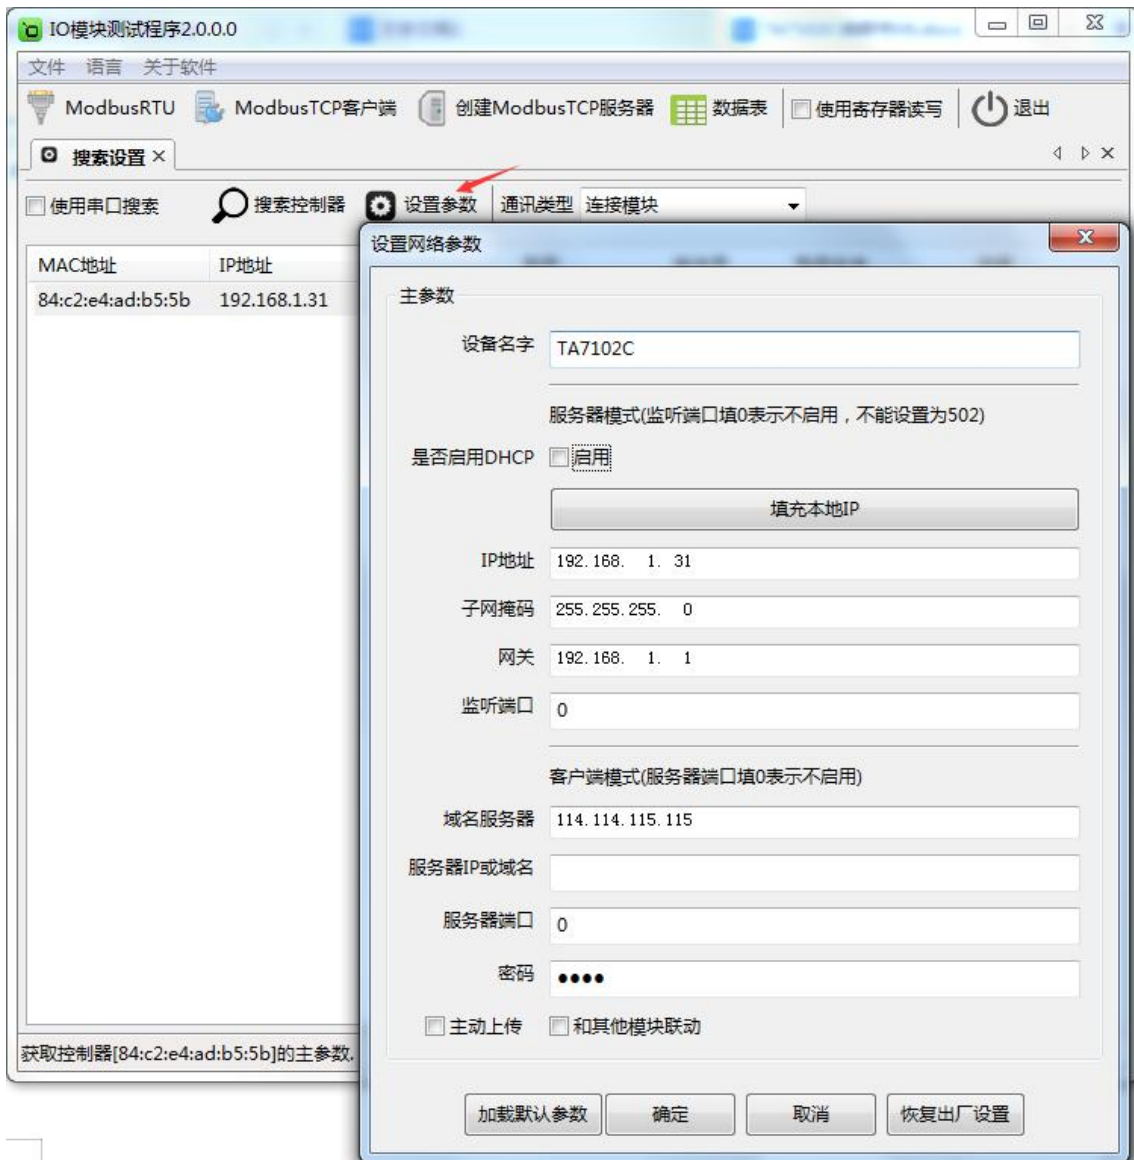 IO模块测试程序2.0.0.0
文件 语言 关于软件
ModbusRTU ModbusTCP客户端 创建ModbusTCP服务器 数据表 使用寄存器读写 退出
搜索设置
使用串口搜索 搜索控制器 设置参数 通讯类型 连接模块
MAC地址 IP地址
84:c2:e4:ad:b5:5b 192.168.1.31
设置网络参数
主参数
设备名字 TA7102C
服务器模式(监听端口填0表示不启用，不能设置为502)
是否启用DHCP 启用
填充本地IP
IP地址 192.168. 1. 31
子网掩码 255.255.255. 0
网关 192.168. 1. 1
监听端口 0
客户端模式(服务器端口填0表示不启用)
域名服务器 114.114.115.115
服务器IP或域名
服务器端口 0
密码 ●●●●
主动上传 和其他模块联动
加载默认参数 确定 取消 恢复出厂设置
获取控制器[84:c2:e4:ad:b5:5b]的主参数.